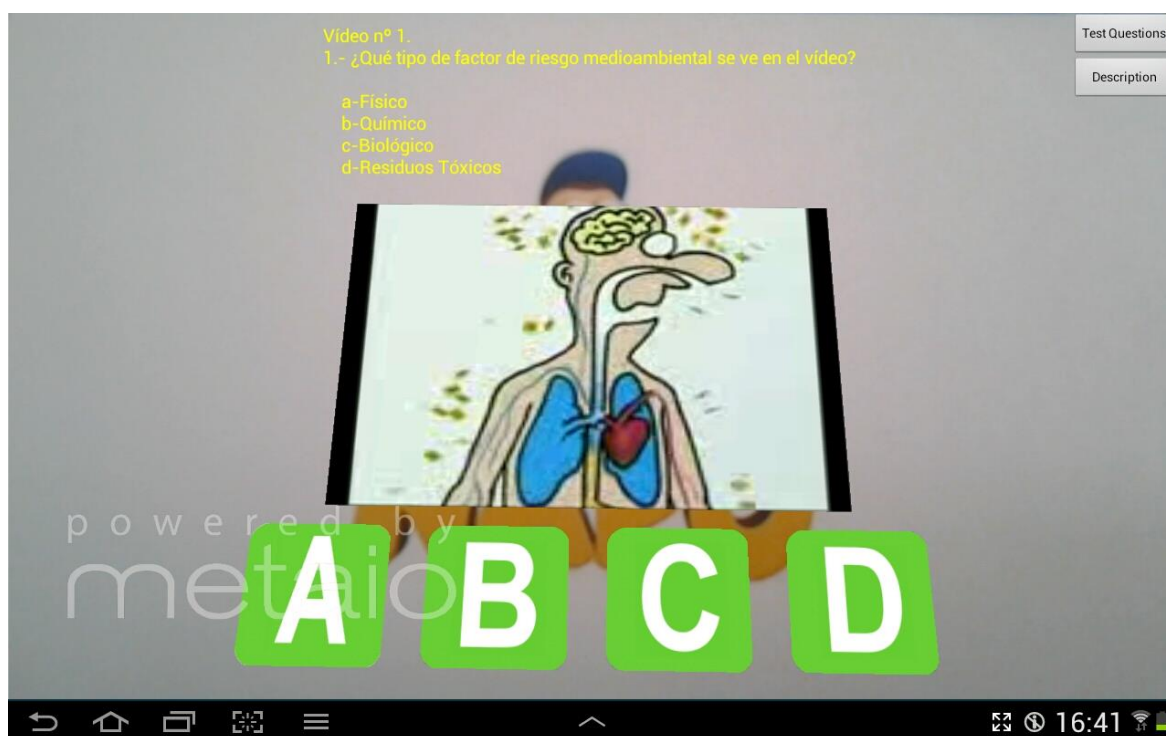 Vídeo nº 1.
1.- ¿Qué tipo de factor de riesgo medioambiental se ve en el vídeo?
a-Físico
b-Químico
c-Biológico
d-Residuos Tóxicos
Test Questions
Description
powered by
metaio
A B C D
16:41